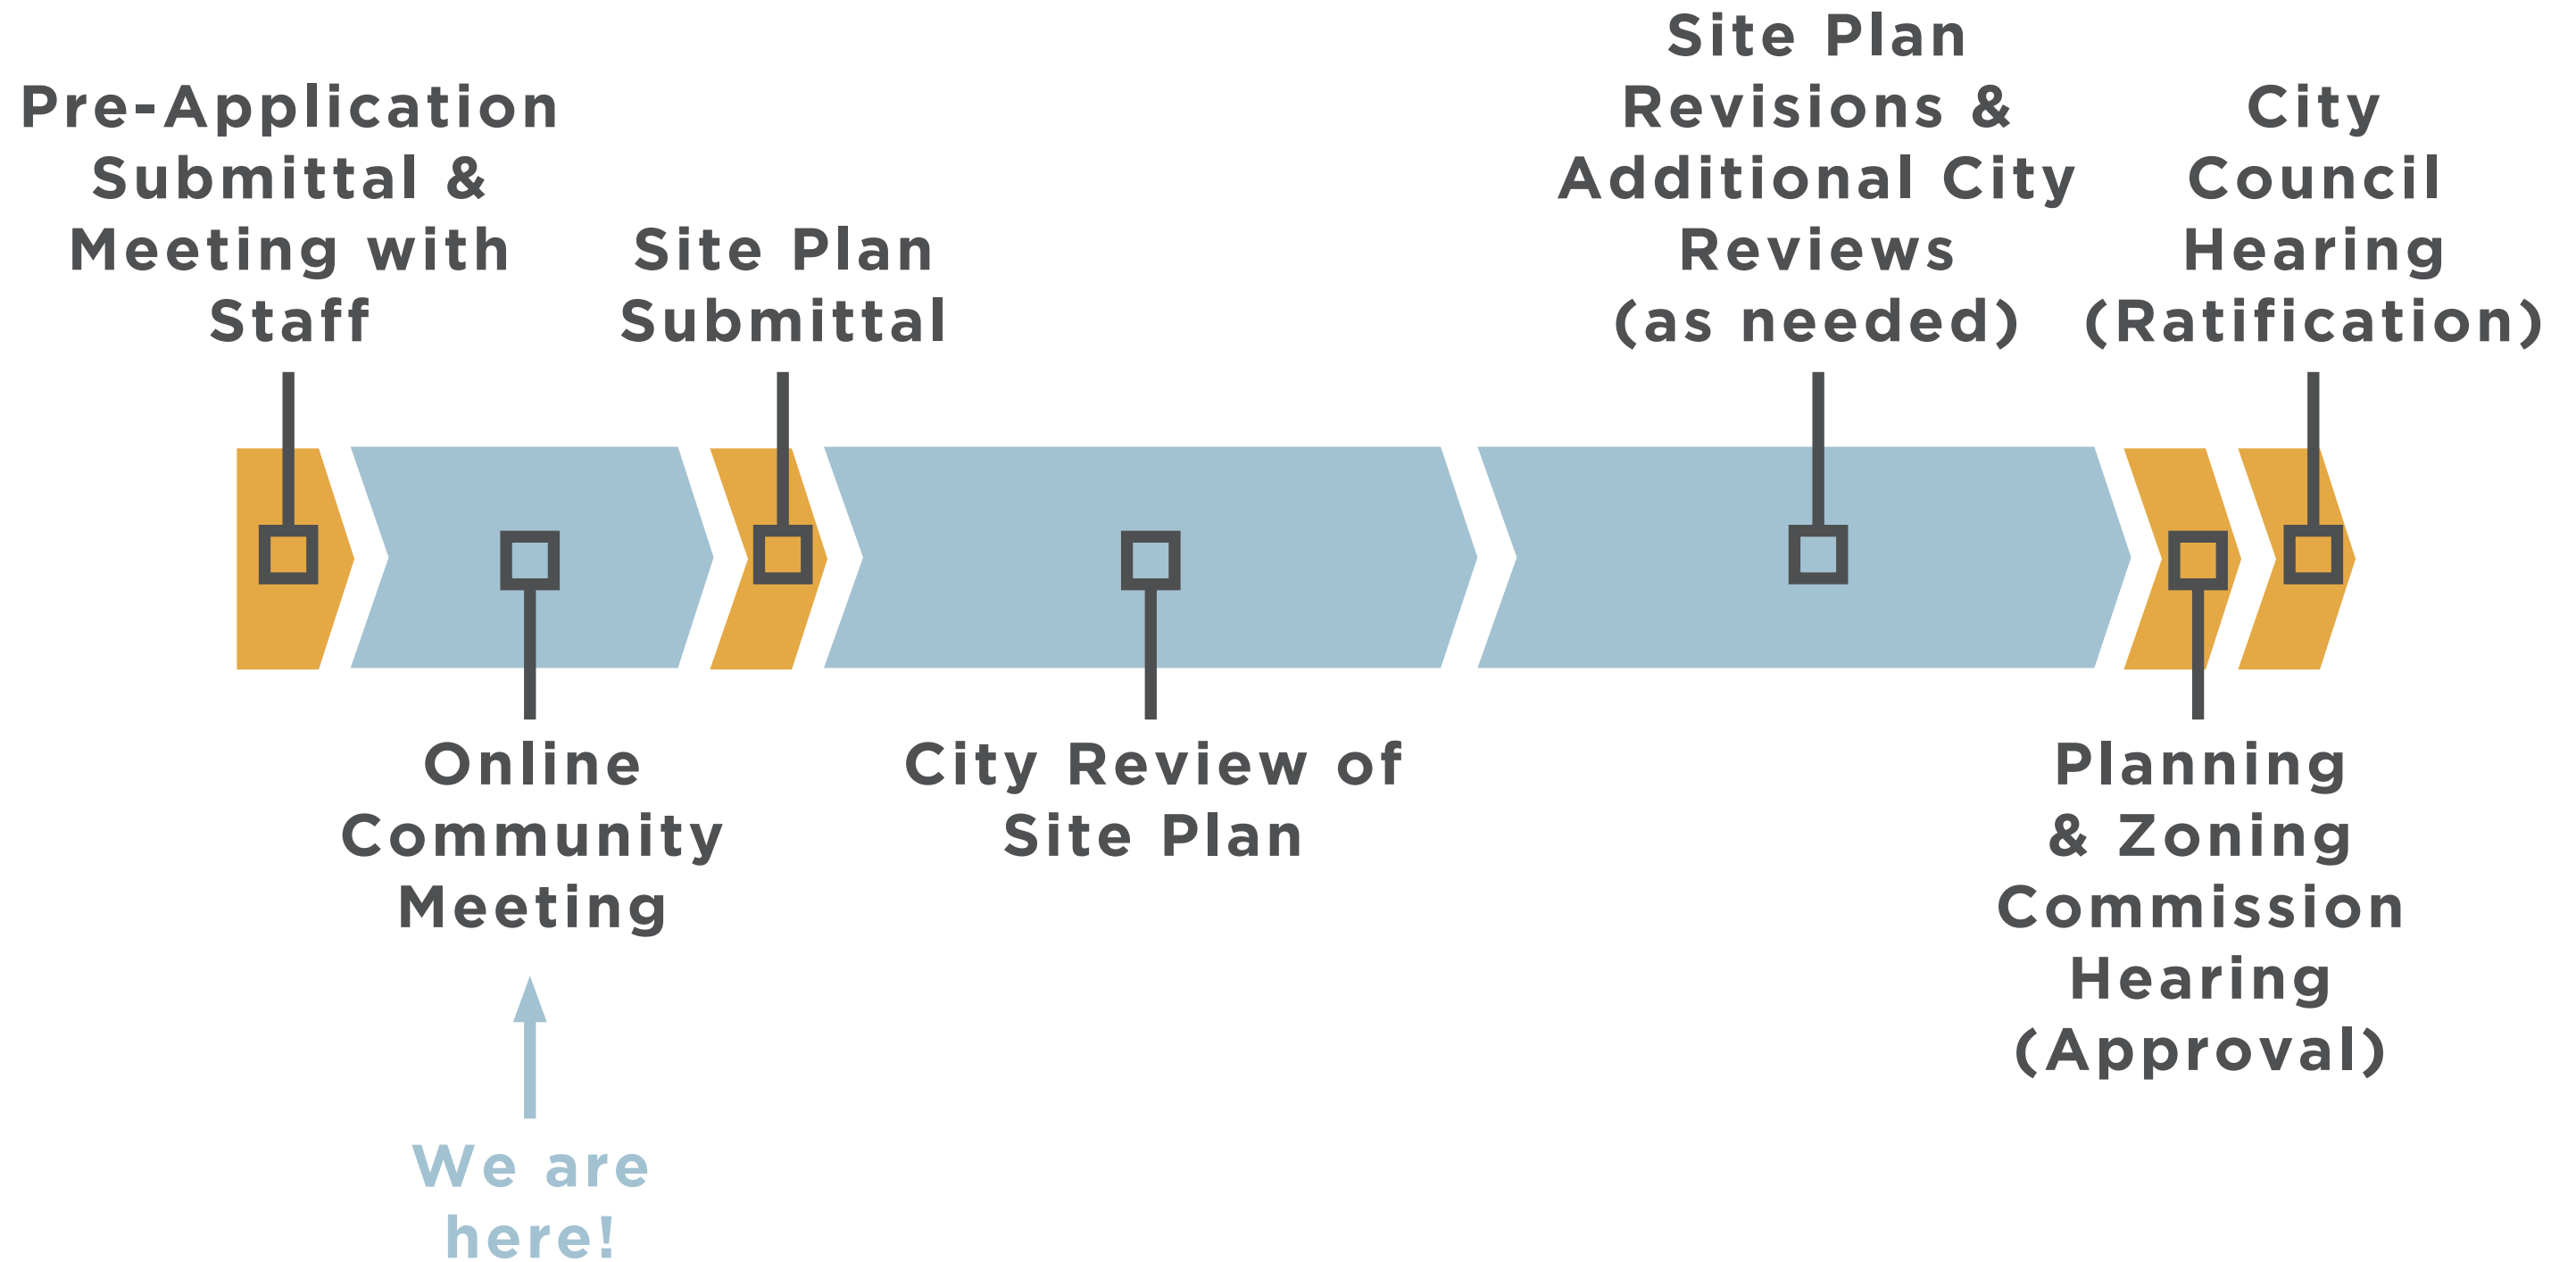 Pre-Application
Submittal &
Meeting with
Staff
Online
Community
Meeting
We are
here!
Site Plan
Submittal
City Review of
Site Plan
Site Plan
Revisions &
Additional City
Reviews
(as needed)
Planning
& Zoning
Commission
Hearing
(Approval)
City
Council
Hearing
(Ratification)